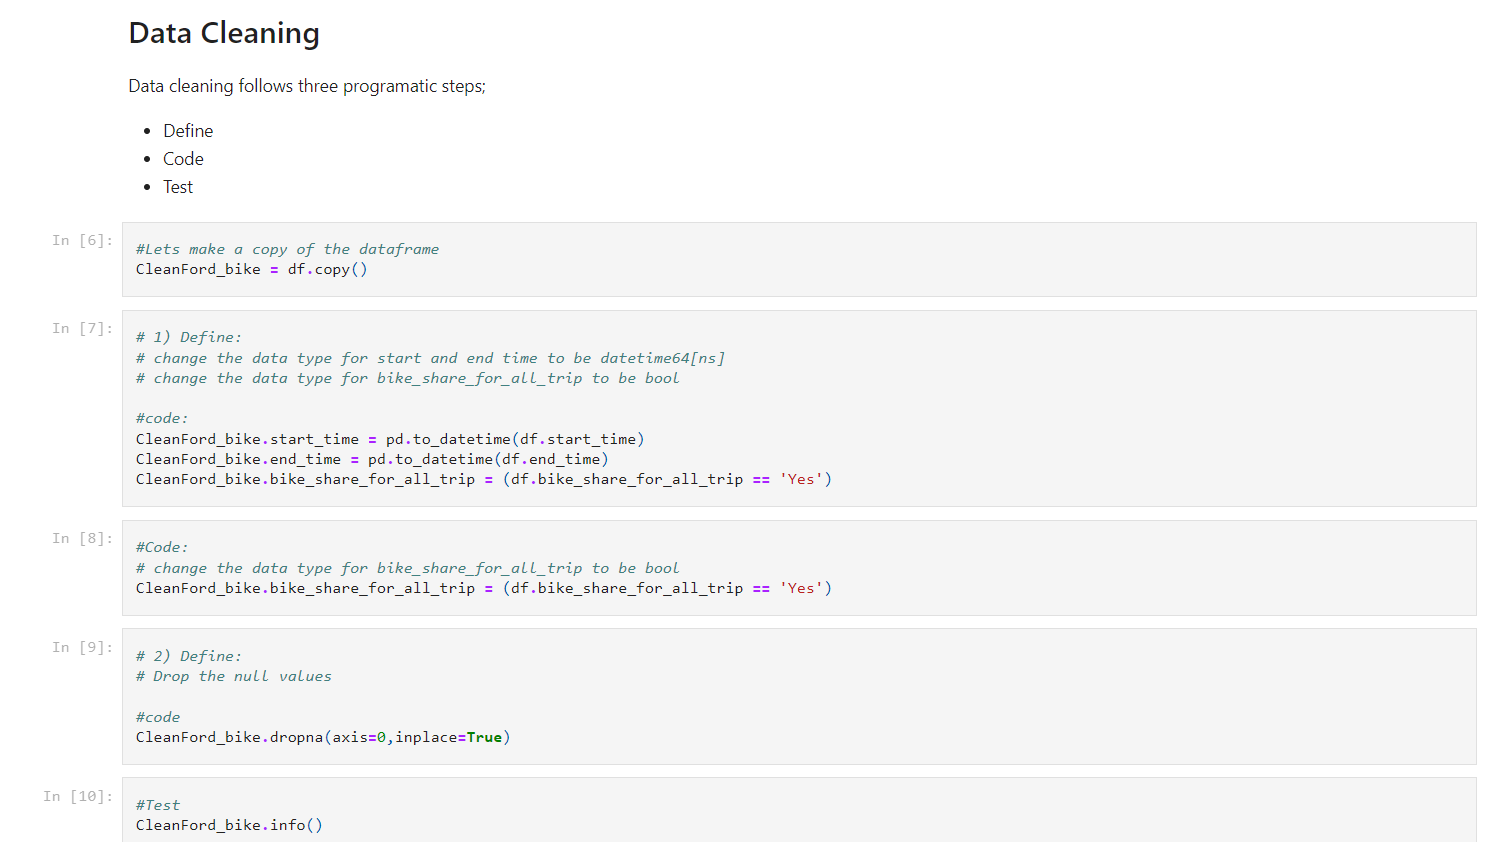 Data Cleaning
Data cleaning follows three programatic steps;
• Define
• Code
• Test
In [6]:
#Lets make a copy of the dataframe
CleanFord_bike = df.copy()
In [7]:
# 1) Define:
# change the data type for start and end time to be datetime64[ns]
# change the data type for bike_share_for_all_trip to be bool
#code:
CleanFord_bike.start_time = pd.to_datetime(df.start_time)
CleanFord_bike.end_time = pd.to_datetime(df.end_time)
CleanFord_bike.bike_share_for_all_trip = (df.bike_share_for_all_trip == 'Yes')
In [8]:
#Code:
# change the data type for bike_share_for_all_trip to be bool
CleanFord_bike.bike_share_for_all_trip = (df.bike_share_for_all_trip == 'Yes')
In [9]:
# 2) Define:
# Drop the null values
#code
CleanFord_bike.dropna(axis=0,inplace=True)
In [10]:
#Test
CleanFord_bike.info()